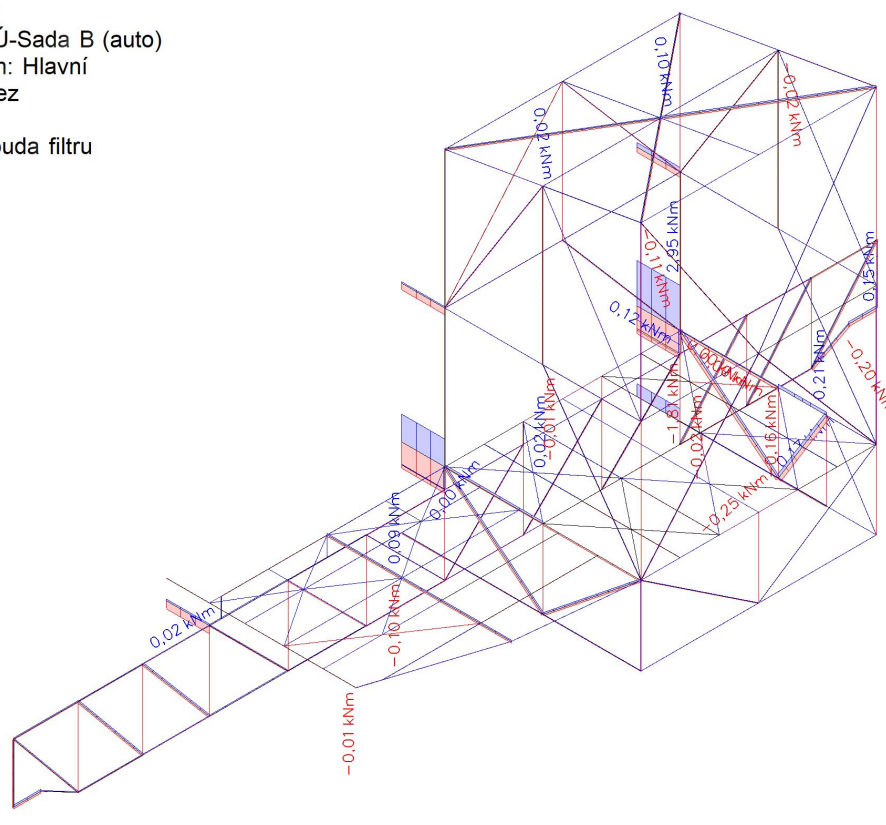 Ú-Sada B (auto)
n: Hlavní
ez
ouda filtru
0,10 kNm
-0,02 kNm
0,02 kNm
2,95 kNm
-0,11 kNm
0,15 kNm
0,12 kNm
-0,20 kNm
0,21 kNm
-1,81 kNm
-0,02 kNm
-0,16 kNm
0,02 kNm
-0,01 kNm
0,00 kNm
-0,25 kNm
0,09 kNm
-0,10 kNm
0,02 kNm
-0,01 kNm